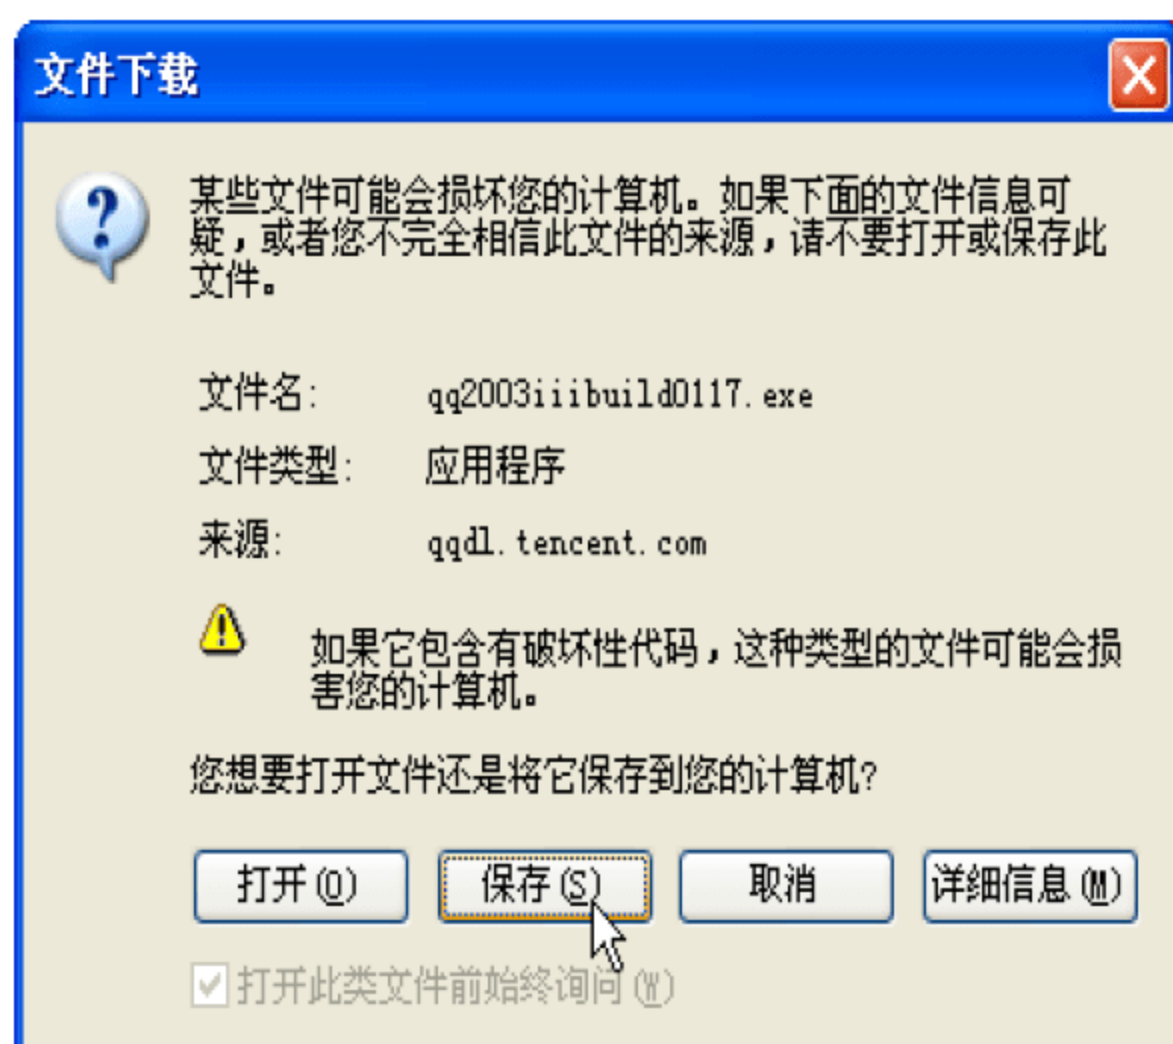 文件下载
某些文件可能会损坏您的计算机。如果下面的文件信息可
疑，或者您不完全相信此文件的来源，请不要打开或保存此
文件。
文件名: qq2003iiibuild0117.exe
文件类型: 应用程序
来源: qqdl.tencent.com
如果它包含有破坏性代码，这种类型的文件可能会损
害您的计算机。
您想要打开文件还是将它保存到您的计算机?
打开(O) 保存(S) 取消 详细信息(M)
打开此类文件前始终询问(W)